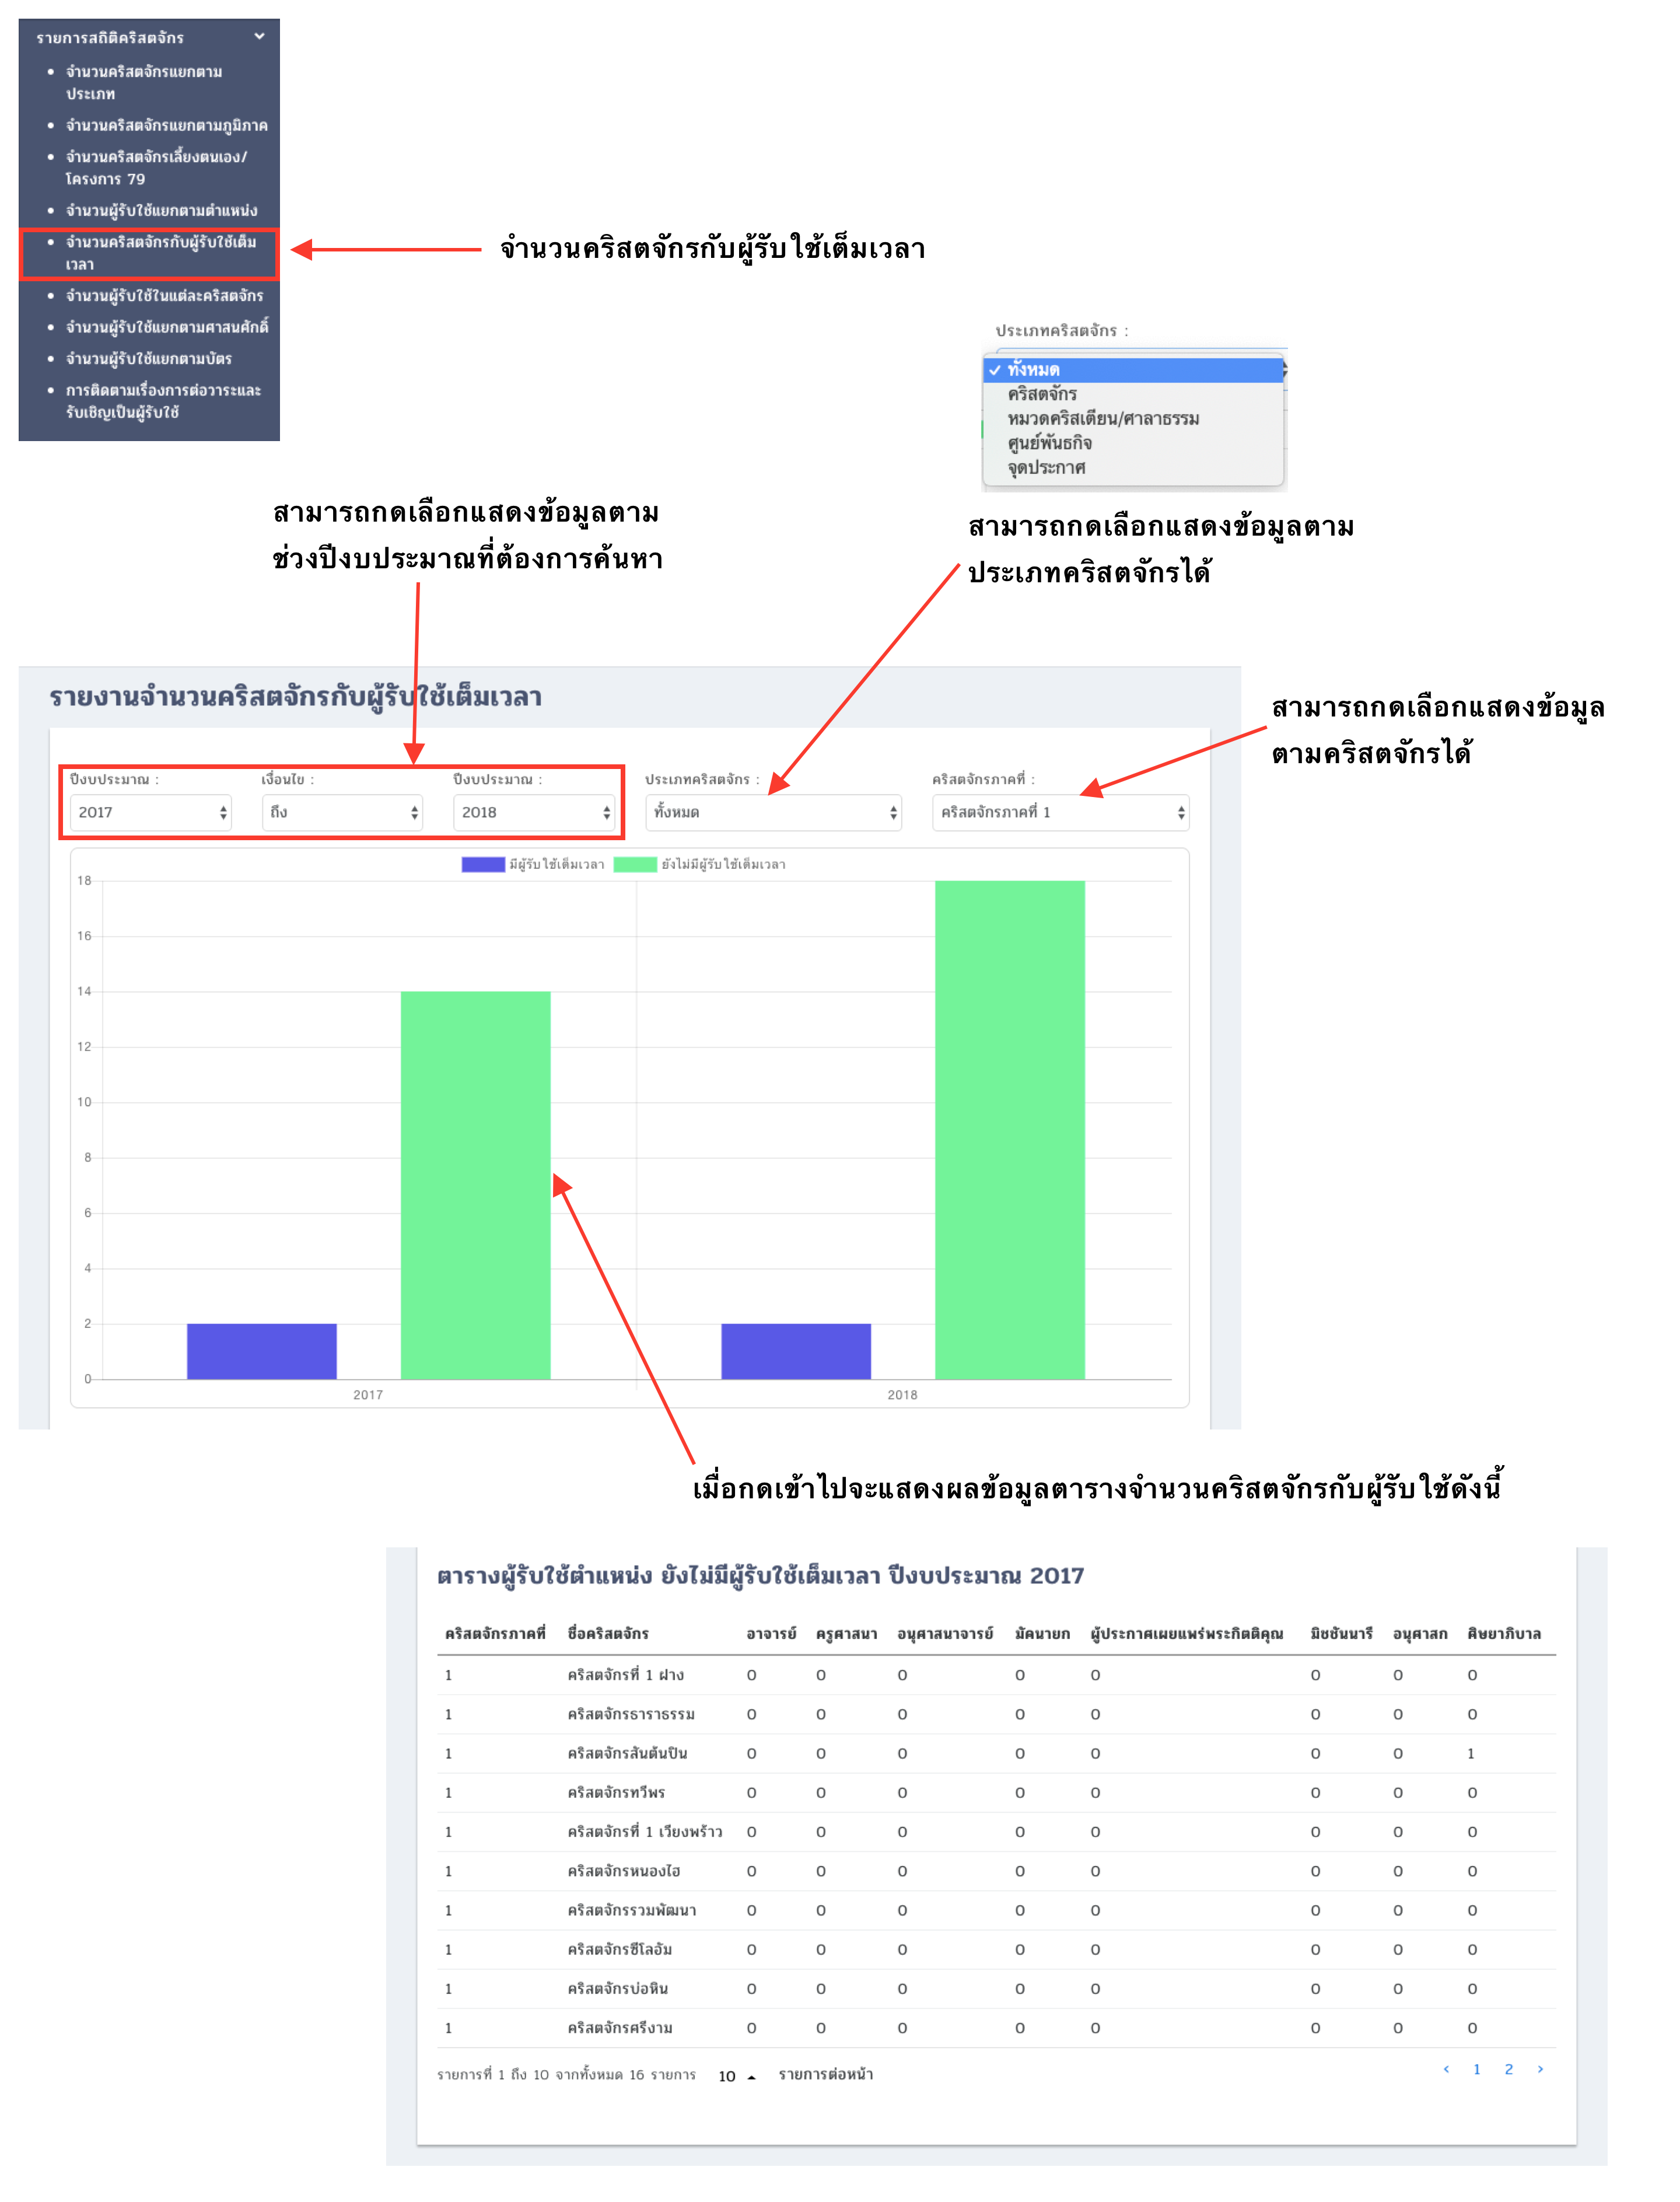 รายการสถิติคริสตจักร
จำนวนคริสตจักรแยกตาม
ประเภท
จำนวนคริสตจักรแยกตามภูมิภาค
จำนวนคริสตจักรเลี้ยงตนเอง/
โครงการ 79
จำนวนผู้รับใช้แยกตามตำแหน่ง
จำนวนคริสตจักรกับผู้รับใช้เต็ม
เวลา
จำนวนผู้รับใช้ในแต่ละคริสตจักร
จำนวนผู้รับใช้แยกตามศาสนศักดิ์
จำนวนผู้รับใช้แยกตามบัตร
การติดตามเรื่องการต่อวาระและ
รับเชิญเป็นผู้รับใช้
จำนวนคริสตจักรกับผู้รับใช้เต็มเวลา
ประเภทคริสตจักร :
✓ ทั้งหมด
คริสตจักร
หมวดคริสเตียน/ศาลาธรรม
ศูนย์พันธกิจ
จุดประกาศ
สามารถกดเลือกแสดงข้อมูลตาม
ช่วงปีงบประมาณที่ต้องการค้นหา
สามารถกดเลือกแสดงข้อมูลตาม
ประเภทคริสตจักรได้
สามารถกดเลือกแสดงข้อมูล
ตามคริสตจักรได้
รายงานจำนวนคริสตจักรกับผู้รับใช้เต็มเวลา
ปีงบประมาณ : เงื่อนไข : ปีงบประมาณ : ประเภทคริสตจักร : คริสตจักรภาคที่ :
2017 ถึง 2018 ทั้งหมด คริสตจักรภาคที่ 1
มีผู้รับใช้เต็มเวลา ยังไม่มีผู้รับใช้เต็มเวลา
18
16
14
12
10
8
6
4
2
0
2017 2018
เมื่อกดเข้าไปจะแสดงผลข้อมูลตารางจำนวนคริสตจักรกับผู้รับใช้ดังนี้
ตารางผู้รับใช้ตำแหน่ง ยังไม่มีผู้รับใช้เต็มเวลา ปีงบประมาณ 2017
คริสตจักรภาคที่ ชื่อคริสตจักร อาจารย์ ครูศาสนา อนุศาสนาจารย์ มัคนายก ผู้ประกาศเผยแพร่พระกิตติคุณ มิชชันนารี อนุศาสก ศิษยาภิบาล
1 คริสตจักรที่ 1 ฝาง 0 0 0 0 0 0 0 0
1 คริสตจักรธาราธรรม 0 0 0 0 0 0 0 0
1 คริสตจักรสันต้นปิน 0 0 0 0 0 0 0 1
1 คริสตจักรทวีพร 0 0 0 0 0 0 0 0
1 คริสตจักรที่ 1 เวียงพร้าว 0 0 0 0 0 0 0 0
1 คริสตจักรหนองไฮ 0 0 0 0 0 0 0 0
1 คริสตจักรรวมพัฒนา 0 0 0 0 0 0 0 0
1 คริสตจักรซีโลอัม 0 0 0 0 0 0 0 0
1 คริสตจักรบ่อหิน 0 0 0 0 0 0 0 0
1 คริสตจักรศรีงาม 0 0 0 0 0 0 0 0
รายการที่ 1 ถึง 10 จากทั้งหมด 16 รายการ 10 รายการต่อหน้า ‹ 1 2 ›